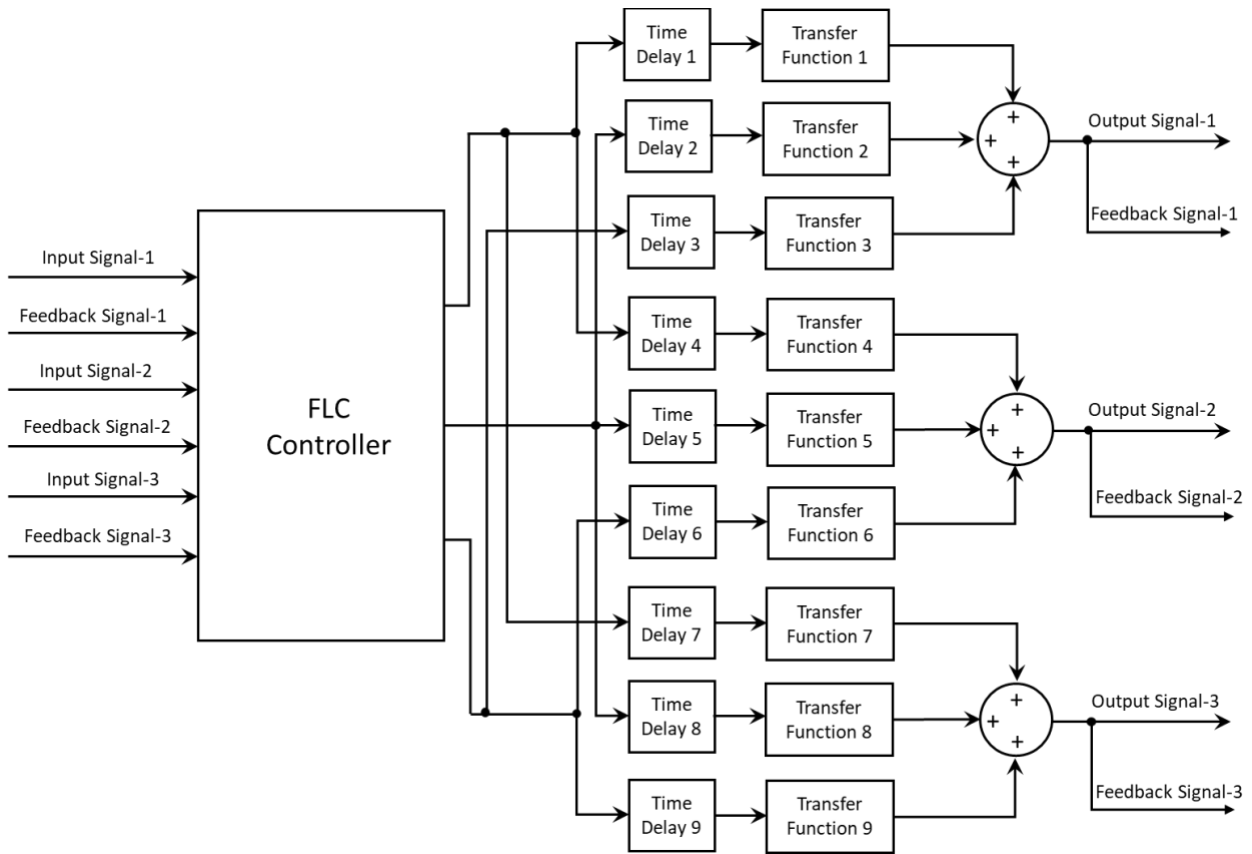 Input Signal-1
Feedback Signal-1
Input Signal-2
Feedback Signal-2
Input Signal-3
Feedback Signal-3
FLC
Controller
Time
Delay 1
Transfer
Function 1
Time
Delay 2
Transfer
Function 2
Time
Delay 3
Transfer
Function 3
+
+
+
Output Signal-1
Feedback Signal-1
Time
Delay 4
Transfer
Function 4
Time
Delay 5
Transfer
Function 5
Time
Delay 6
Transfer
Function 6
+
+
+
Output Signal-2
Feedback Signal-2
Time
Delay 7
Transfer
Function 7
Time
Delay 8
Transfer
Function 8
Time
Delay 9
Transfer
Function 9
+
+
+
Output Signal-3
Feedback Signal-3